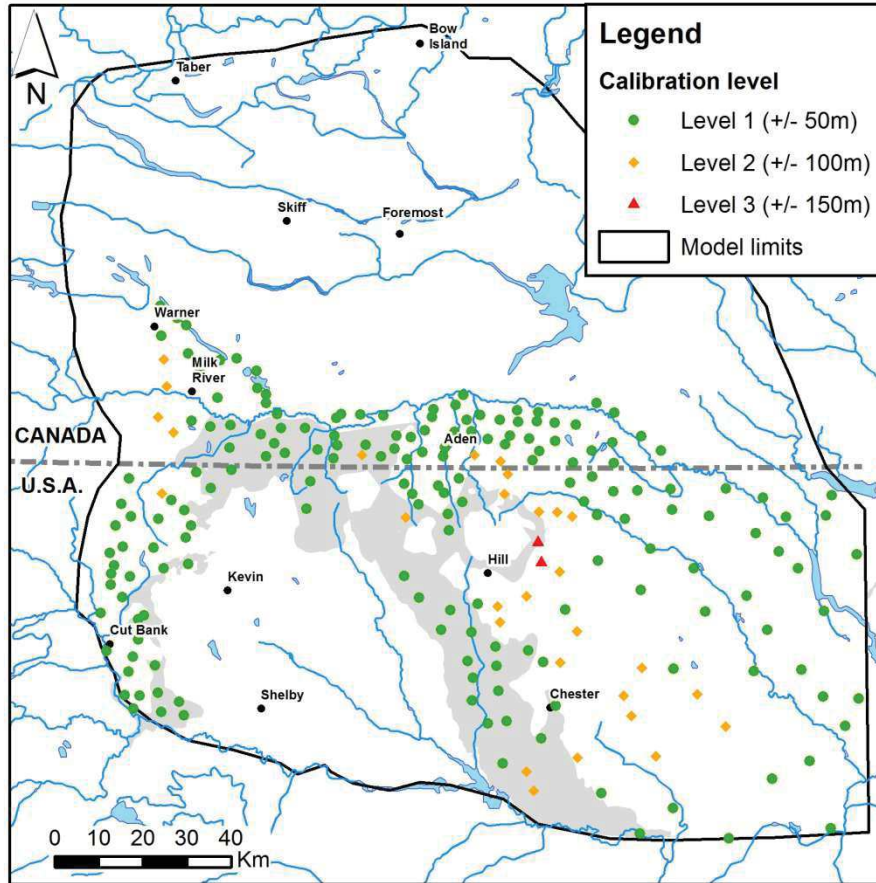 Bow
Island
Taber
N
Skiff
Foremost
Warner
Milk
River
CANADA
Aden
U.S.A.
Hill
Kevin
Cut Bank
Shelby
Chester
0 10 20 30 40
Km
Legend
Calibration level
Level 1 (+/- 50m)
Level 2 (+/- 100m)
Level 3 (+/- 150m)
Model limits